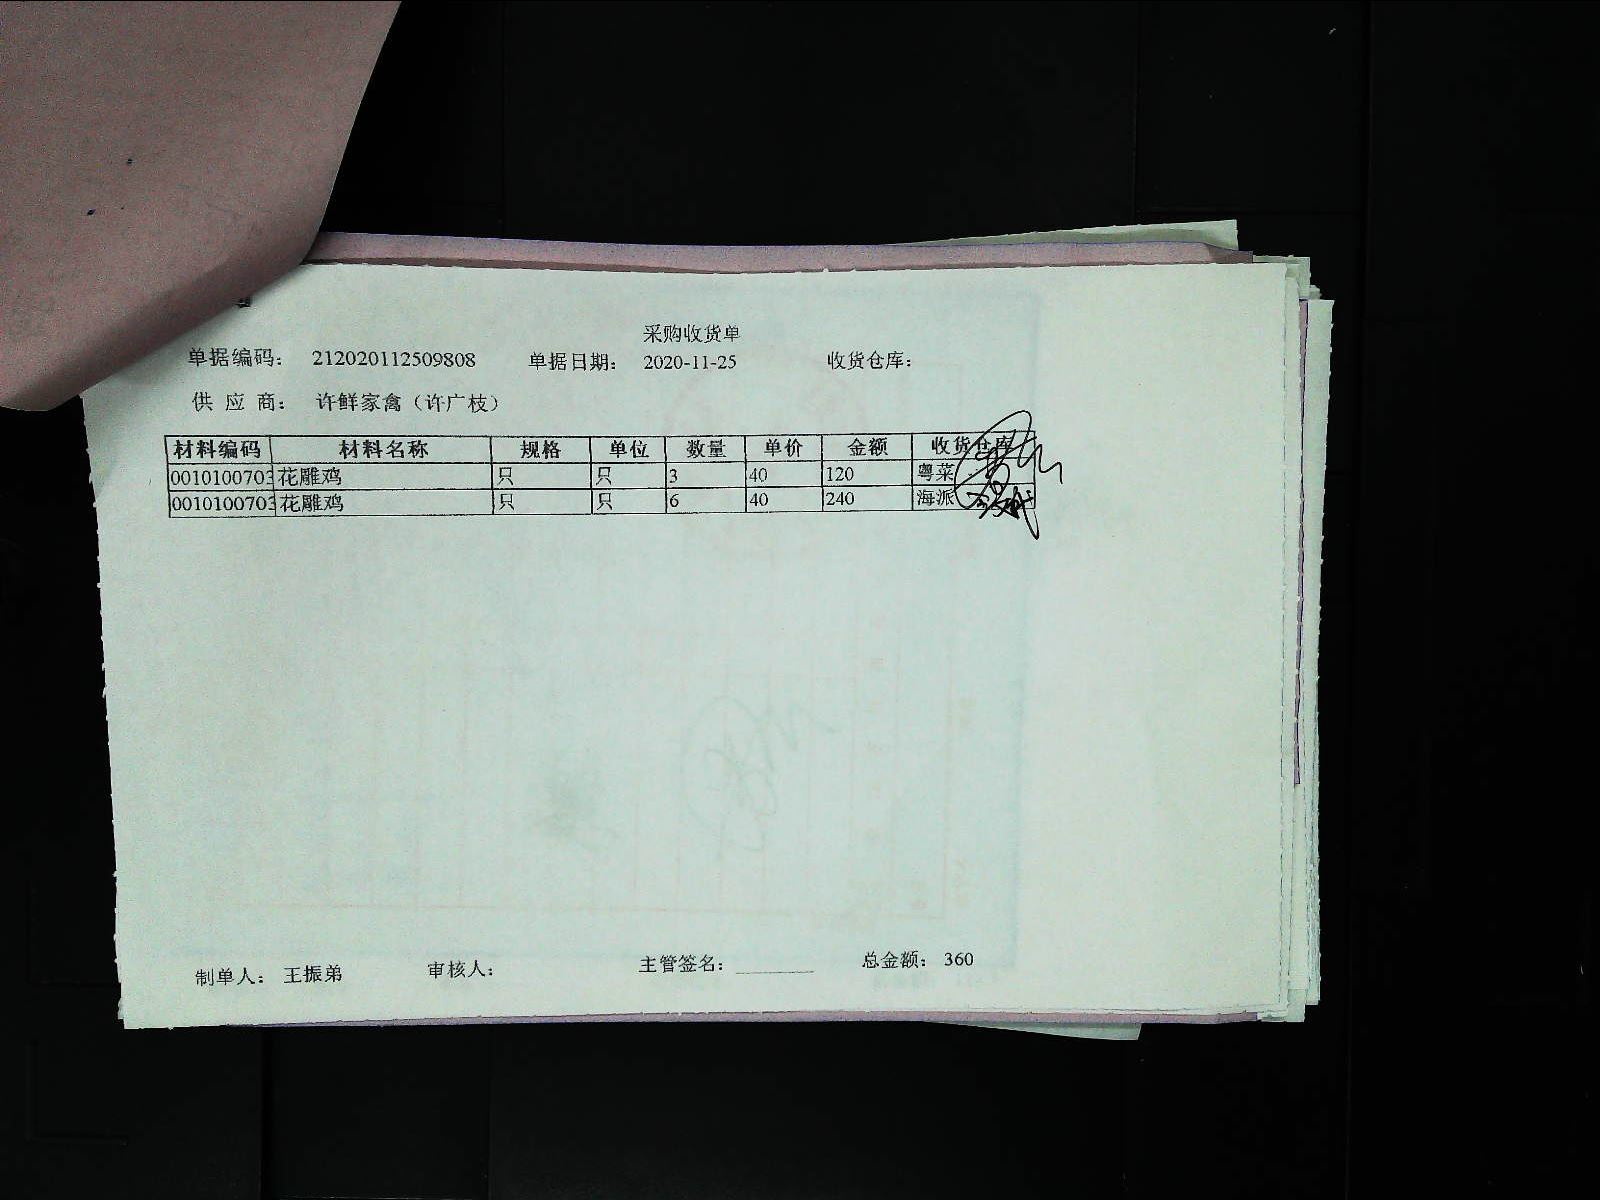 采购收货单
单据编码： 212020112509808 单据日期： 2020-11-25 收货仓库：
供 应 商： 许鲜家禽（许广枝）
材料编码 材料名称 规格 单位 数量 单价 金额 收货仓库
0010100703 花雕鸡 只 只 3 40 120 粤菜
0010100703 花雕鸡 只 只 6 40 240 海派
制单人： 王振弟 审核人： 主管签名： 总金额： 360